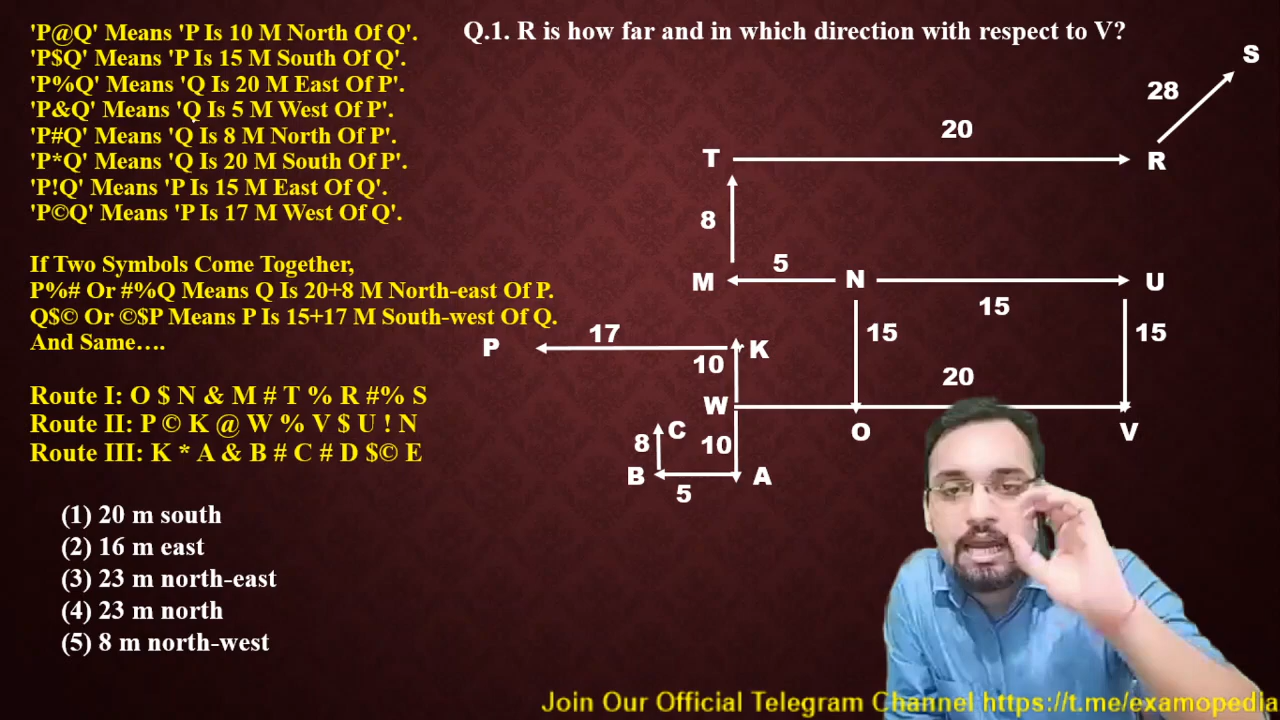 'P@Q' Means 'P Is 10 M North Of Q'.
'P$Q' Means 'P Is 15 M South Of Q'.
'P%Q' Means 'Q Is 20 M East Of P'.
'P&Q' Means 'Q Is 5 M West Of P'.
'P#Q' Means 'Q Is 8 M North Of P'.
'P*Q' Means 'Q Is 20 M South Of P'.
'P!Q' Means 'P Is 15 M East Of Q'.
'P©Q' Means 'P Is 17 M West Of Q'.
If Two Symbols Come Together,
P%# Or #%Q Means Q Is 20+8 M North-east Of P.
Q$© Or ©$P Means P Is 15+17 M South-west Of Q.
And Same….
Route I: O $ N & M # T % R #% S
Route II: P © K @ W % V $ U ! N
Route III: K * A & B # C # D $© E
(1) 20 m south
(2) 16 m east
(3) 23 m north-east
(4) 23 m north
(5) 8 m north-west
Q.1. R is how far and in which direction with respect to V?
S
28
20
T R
8
5
M N U
15
15 15
17
P K
10
20
W
O V
C
8 10
B A
5
Join Our Official Telegram Channel https://t.me/examopedia